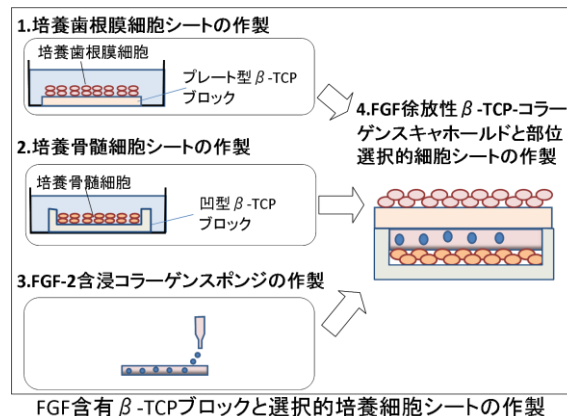 1.培養歯根膜細胞シートの作製
培養歯根膜細胞
プレート型β-TCP
ブロック
2.培養骨髄細胞シートの作製
培養骨髄細胞
凹型β-TCP
ブロック
3.FGF-2含浸コラーゲンスポンジの作製
4.FGF徐放性β-TCP-コラー
ゲンスキャホールドと部位
選択的細胞シートの作製
FGF含有β-TCPブロックと選択的培養細胞シートの作製